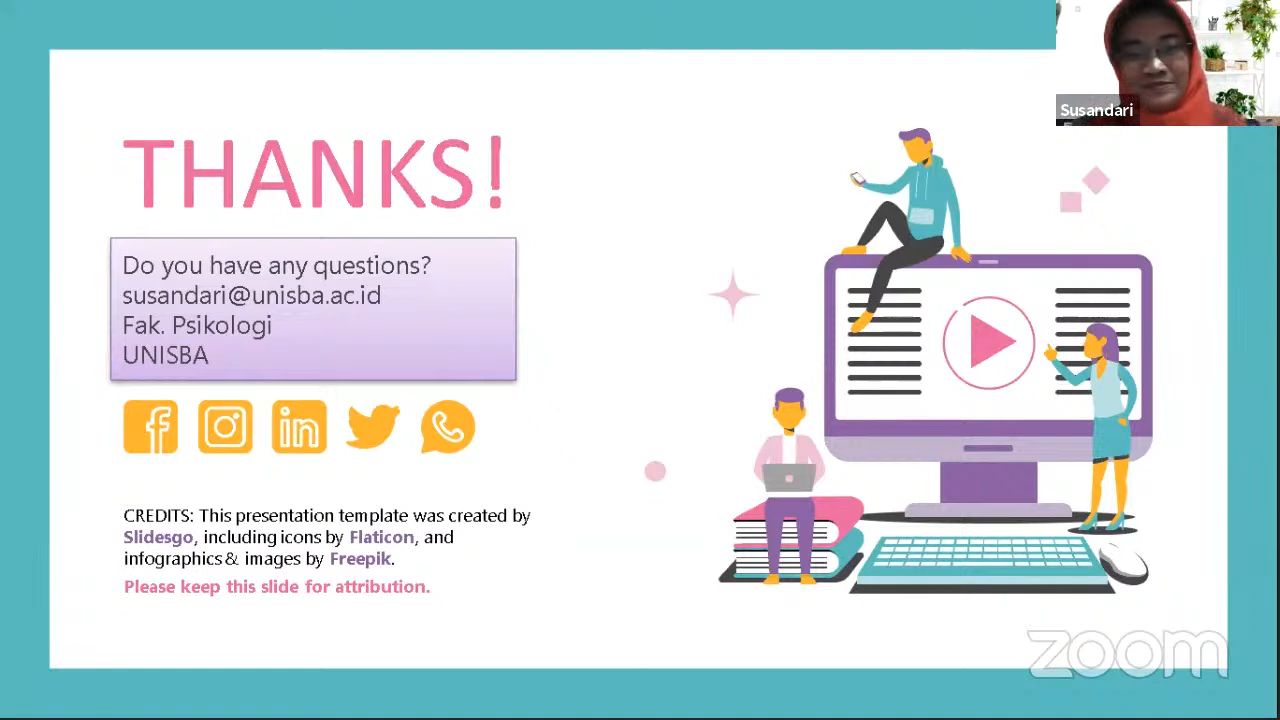 Susandari
THANKS!
Do you have any questions?
susandari@unisba.ac.id
Fak. Psikologi
UNISBA
CREDITS: This presentation template was created by
Slidesgo, including icons by Flaticon, and
infographics & images by Freepik.
Please keep this slide for attribution.
zoom